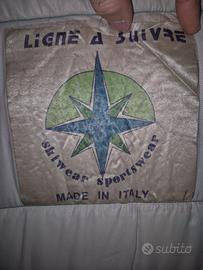 LIGNE A SUIVRE
skiwear sportswear
MADE IN ITALY
subito